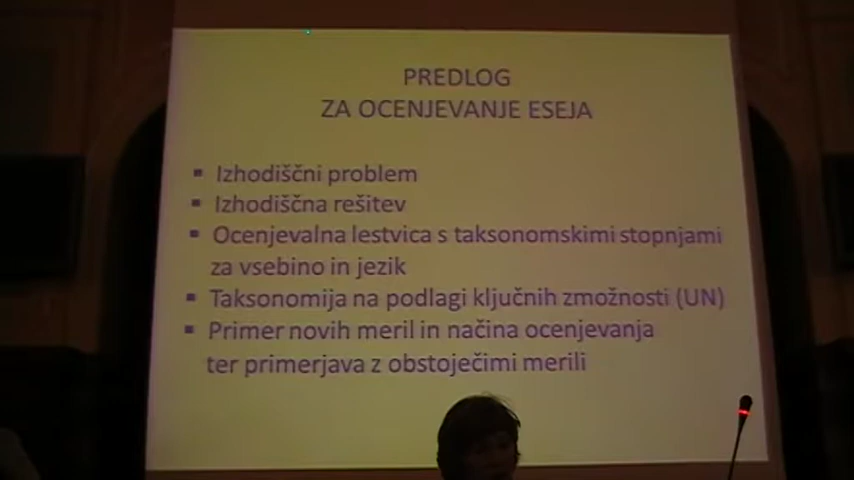 PREDLOG
ZA OCENJEVANJE ESEJA
▪ Izhodiščni problem
▪ Izhodiščna rešitev
▪ Ocenjevalna lestvica s taksonomskimi stopnjami
za vsebino in jezik
▪ Taksonomija na podlagi ključnih zmožnosti (UN)
▪ Primer novih meril in načina ocenjevanja
ter primerjava z obstoječimi merili